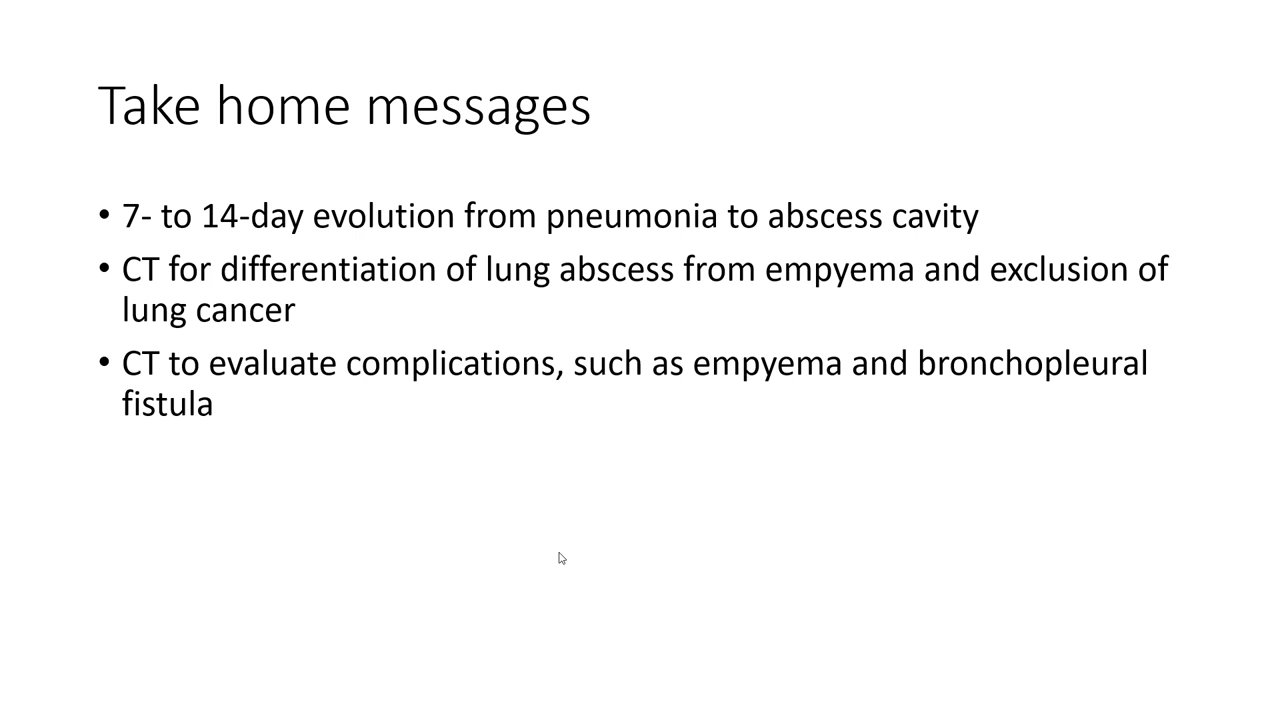 Take home messages
• 7- to 14-day evolution from pneumonia to abscess cavity
• CT for differentiation of lung abscess from empyema and exclusion of
lung cancer
• CT to evaluate complications, such as empyema and bronchopleural
fistula